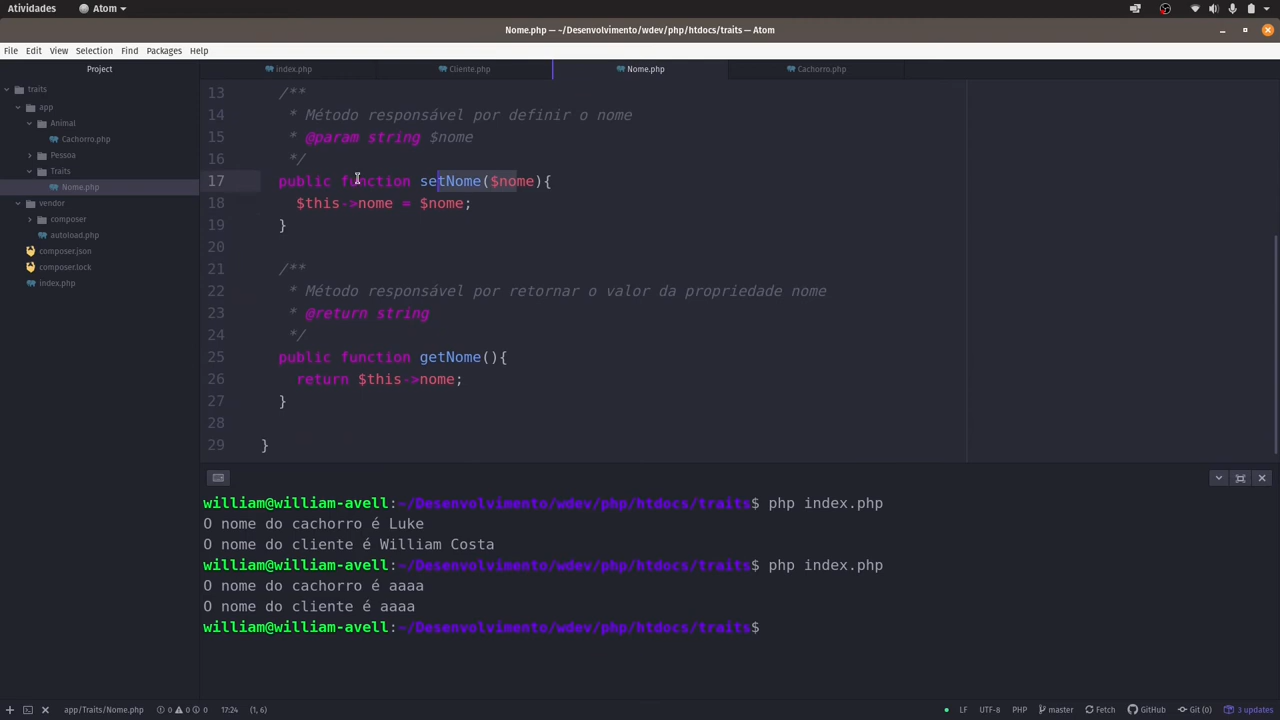 Atividades Atom
Nome.php — ~/Desenvolvimento/wdev/php/htdocs/traits — Atom
File Edit View Selection Find Packages Help
Project
index.php Cliente.php Nome.php Cachorro.php
traits
app
Animal
Cachorro.php
Pessoa
Traits
Nome.php
vendor
composer
autoload.php
composer.json
composer.lock
index.php
13 /**
14 * Método responsável por definir o nome
15 * @param string $nome
16 */
17 public function setNome($nome){
18 $this->nome = $nome;
19 }
20
21 /**
22 * Método responsável por retornar o valor da propriedade nome
23 * @return string
24 */
25 public function getNome(){
26 return $this->nome;
27 }
28
29 }
william@william-avell:~/Desenvolvimento/wdev/php/htdocs/traits$ php index.php
O nome do cachorro é Luke
O nome do cliente é William Costa
william@william-avell:~/Desenvolvimento/wdev/php/htdocs/traits$ php index.php
O nome do cachorro é aaaa
O nome do cliente é aaaa
william@william-avell:~/Desenvolvimento/wdev/php/htdocs/traits$
app/Traits/Nome.php 0 0 0 17:24 (1, 6) LF UTF-8 PHP master Fetch GitHub Git (0) 3 updates